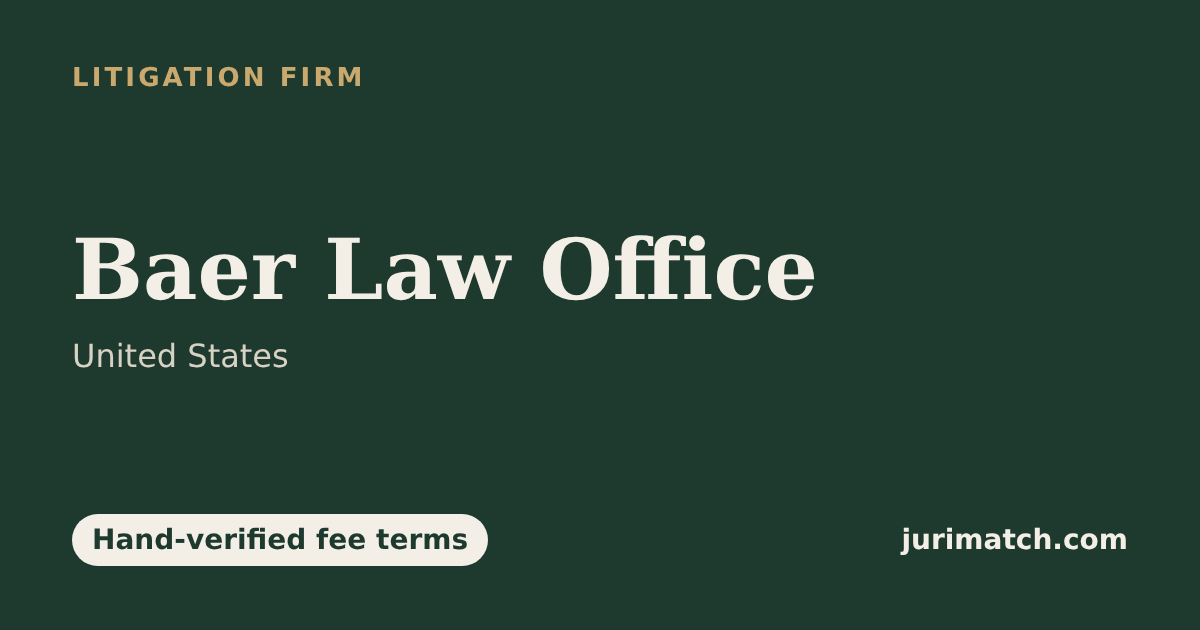 LITIGATION FIRM
Baer Law Office
United States
Hand-verified fee terms
jurimatch.com